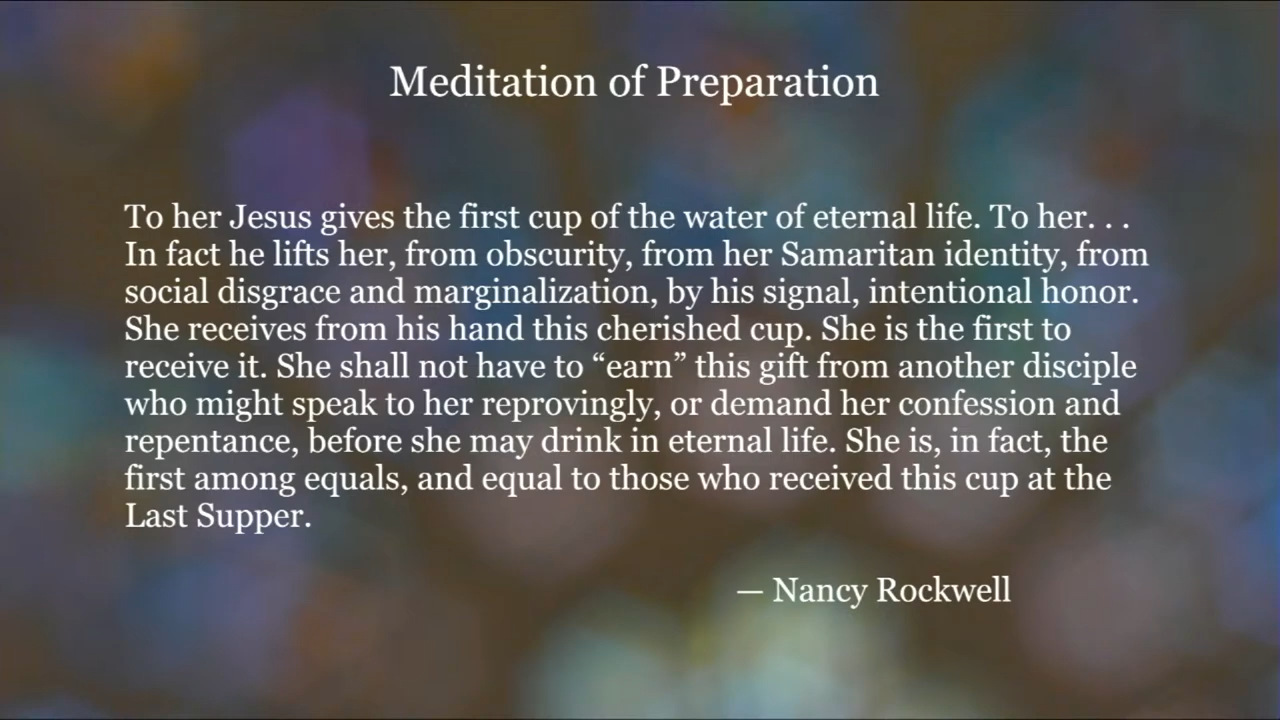 Meditation of Preparation
To her Jesus gives the first cup of the water of eternal life. To her. . .
In fact he lifts her, from obscurity, from her Samaritan identity, from
social disgrace and marginalization, by his signal, intentional honor.
She receives from his hand this cherished cup. She is the first to
receive it. She shall not have to “earn” this gift from another disciple
who might speak to her reprovingly, or demand her confession and
repentance, before she may drink in eternal life. She is, in fact, the
first among equals, and equal to those who received this cup at the
Last Supper.
— Nancy Rockwell